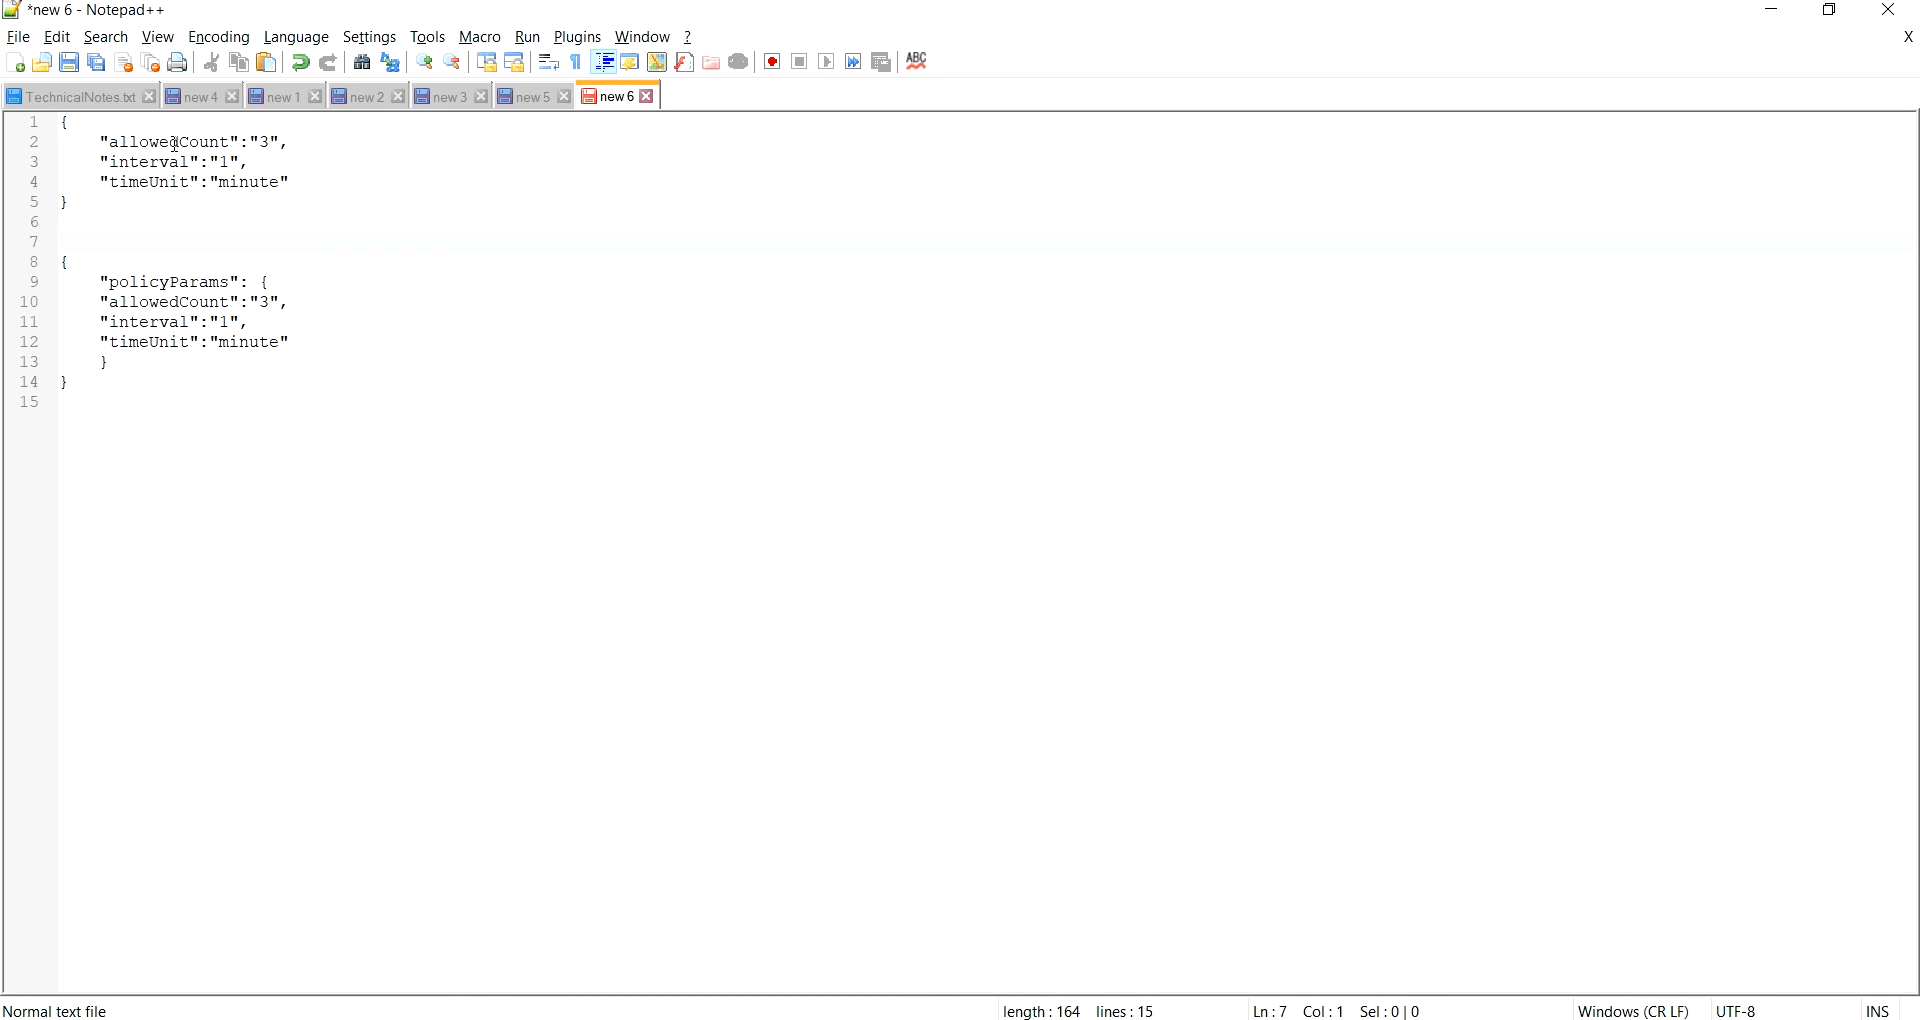 *new 6 - Notepad++
File Edit Search View Encoding Language Settings Tools Macro Run Plugins Window ?
X
ABC
TechnicalNotes.txt new 4 new 1 new 2 new 3 new 5 new 6
1 {
2 "allowedCount":"3",
3 "interval":"1",
4 "timeUnit":"minute"
5 }
6
7
8 {
9 "policyParams": {
10 "allowedCount":"3",
11 "interval":"1",
12 "timeUnit":"minute"
13 }
14 }
15
Normal text file length : 164 lines : 15 Ln : 7 Col : 1 Sel : 0 | 0 Windows (CR LF) UTF-8 INS